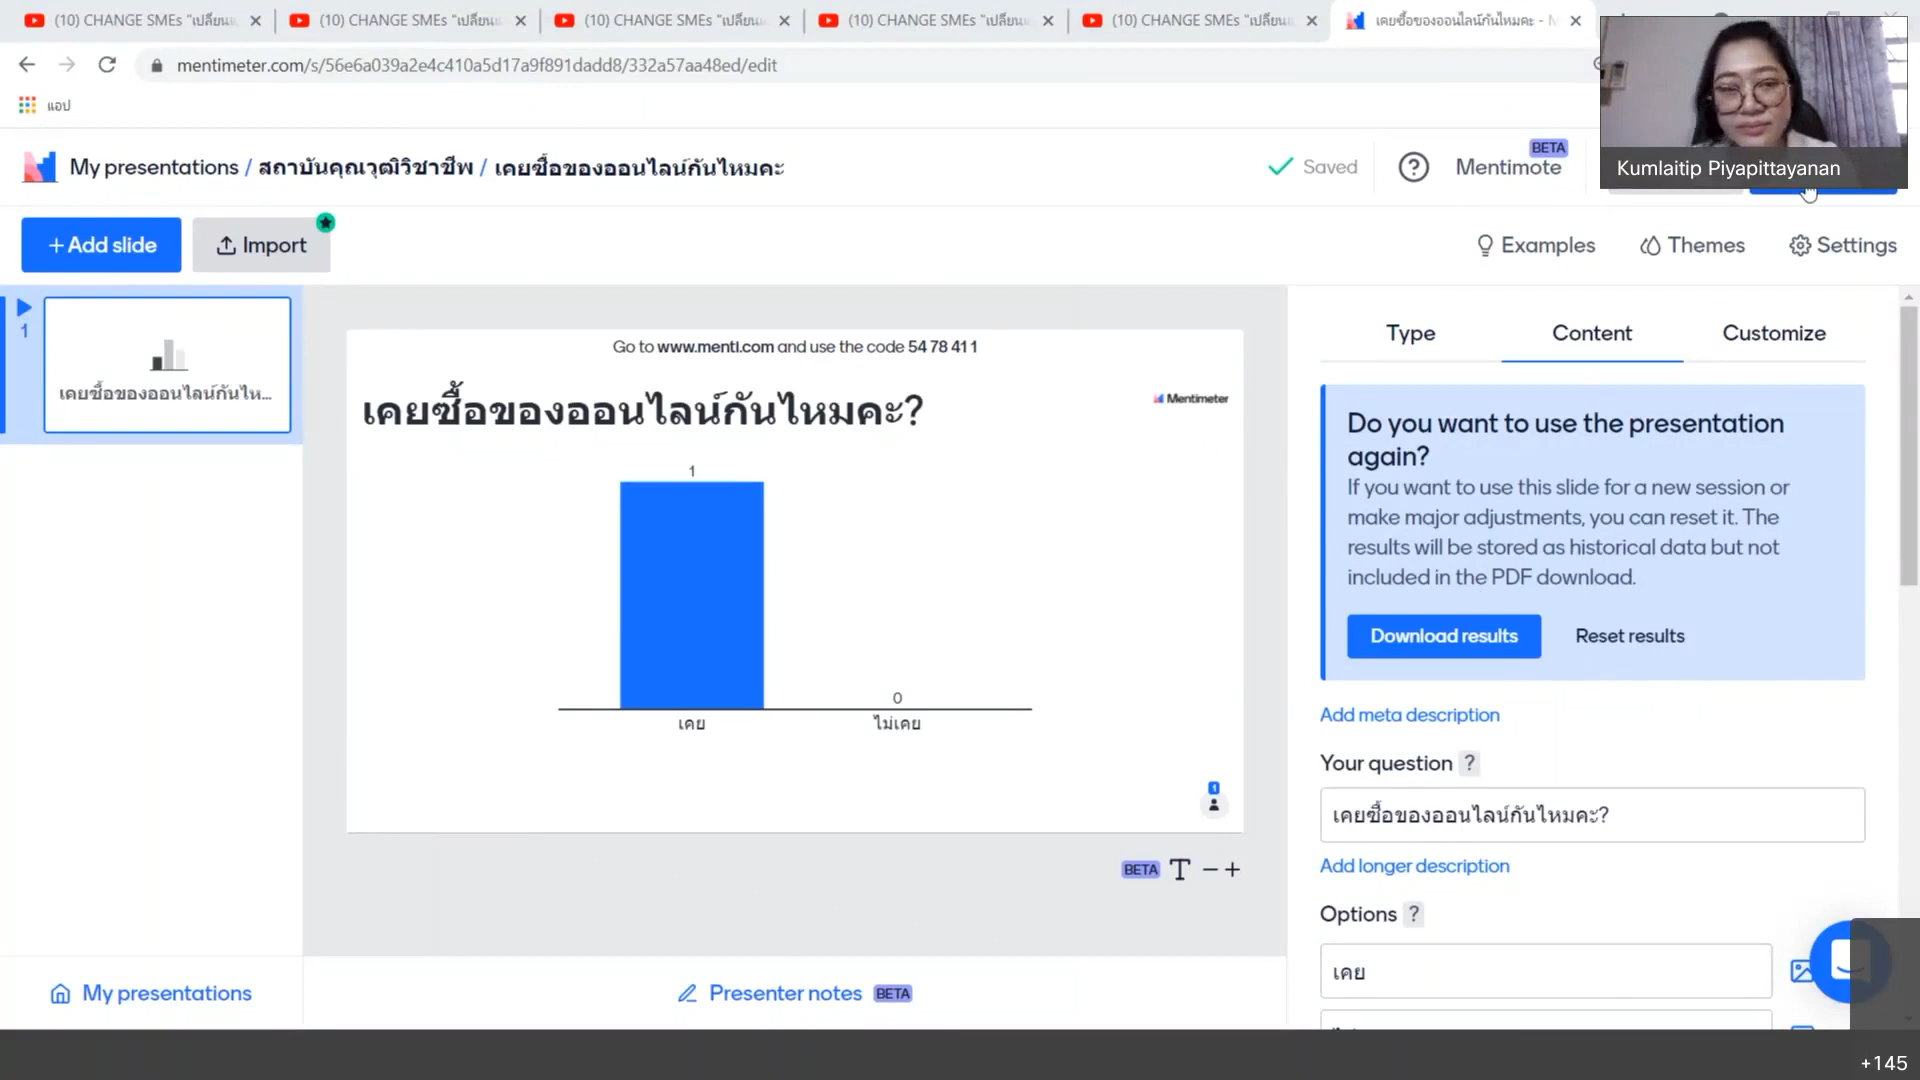 (10) CHANGE SMEs "เปลี่ยน
(10) CHANGE SMEs "เปลี่ยน
(10) CHANGE SMEs "เปลี่ยน
(10) CHANGE SMEs "เปลี่ยน
(10) CHANGE SMEs "เปลี่ยน
เคยซื้อของออนไลน์กันไหมคะ - M
mentimeter.com/s/56e6a039a2e4c410a5d17a9f891dadd8/332a57aa48ed/edit
แอป
Kumlaitip Piyapittayanan
My presentations / สถาบันคุณวุฒิวิชาชีพ / เคยซื้อของออนไลน์กันไหมคะ
Saved
?
Mentimote
BETA
+ Add slide
Import
Examples
Themes
Settings
1
เคยซื้อของออนไลน์กันไห...
Go to www.menti.com and use the code 54 78 41 1
เคยซื้อของออนไลน์กันไหมคะ?
Mentimeter
1
0
เคย
ไม่เคย
1
BETA T − +
My presentations
Presenter notes BETA
Type
Content
Customize
Do you want to use the presentation
again?
If you want to use this slide for a new session or
make major adjustments, you can reset it. The
results will be stored as historical data but not
included in the PDF download.
Download results
Reset results
Add meta description
Your question ?
เคยซื้อของออนไลน์กันไหมคะ?
Add longer description
Options ?
เคย
+145